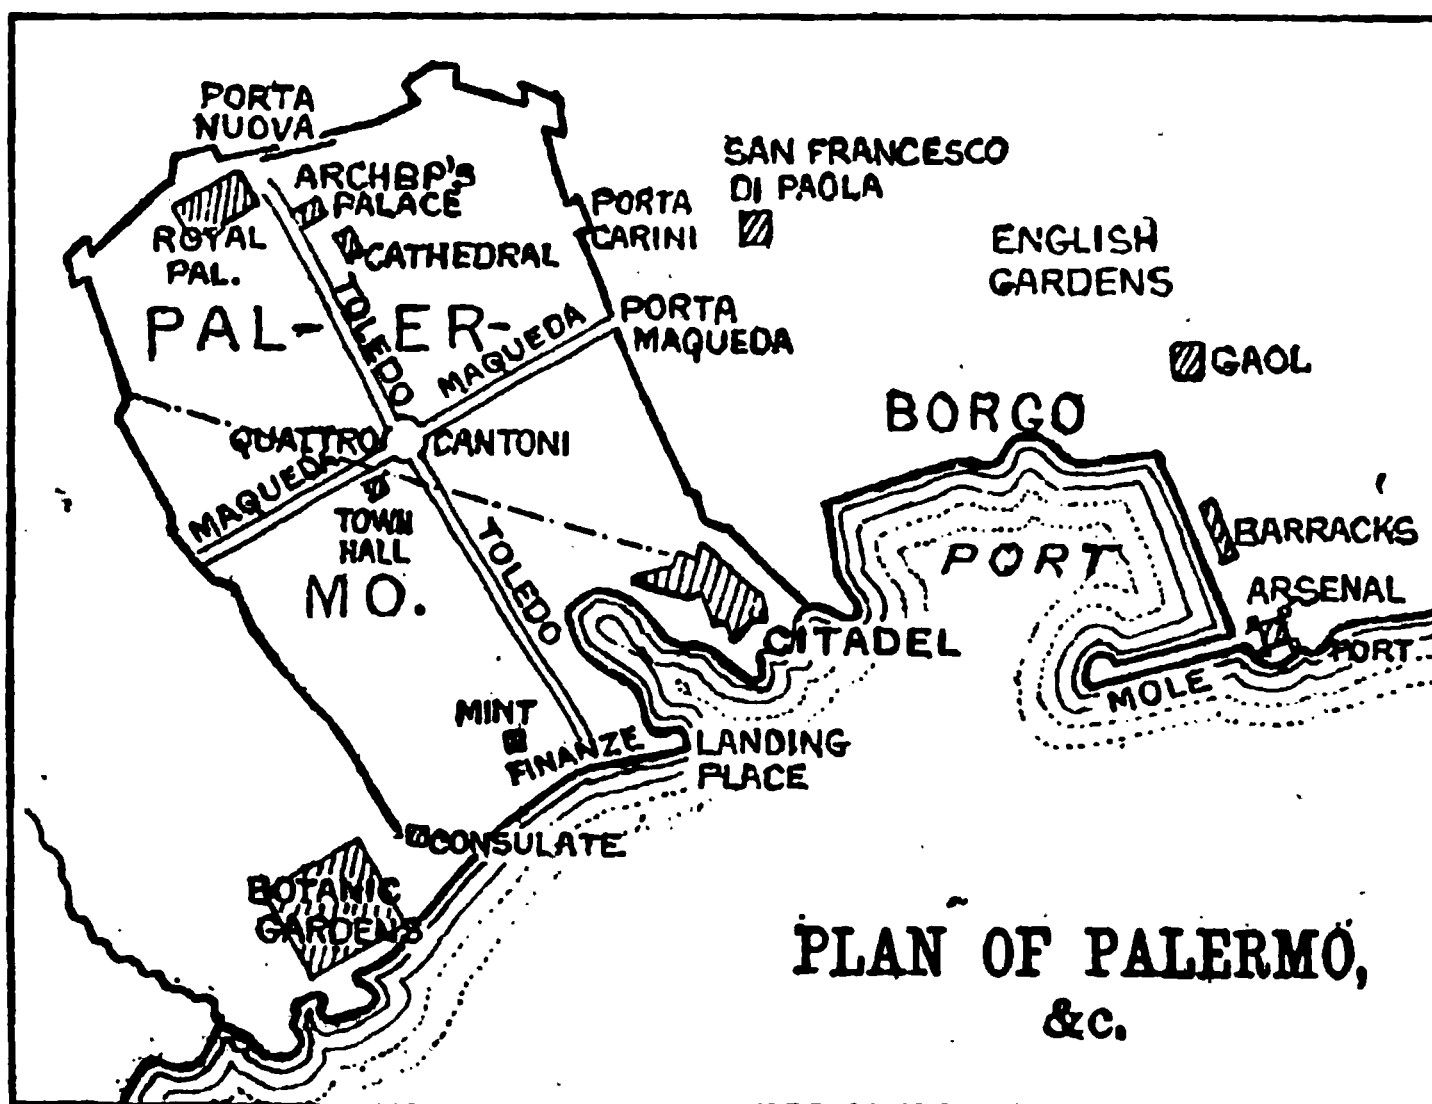 PORTA
NUOVA
ARCHBP'S
PALACE
ROYAL
PAL.
CATHEDRAL
PORTA
CARINI
SAN FRANCESCO
DI PAOLA
ENGLISH
GARDENS
PAL-ER-
MO.
TOLEDO
MAQUEDA
PORTA
MAQUEDA
GAOL
BORGO
QUATTRO CANTONI
MAQUEDA
TOWN
HALL
TOLEDO
PORT
BARRACKS
ARSENAL
PORT
MOLE
CITADEL
MINT
FINANZE
LANDING
PLACE
CONSULATE
BOTANIC
GARDENS
PLAN OF PALERMO,
&c.